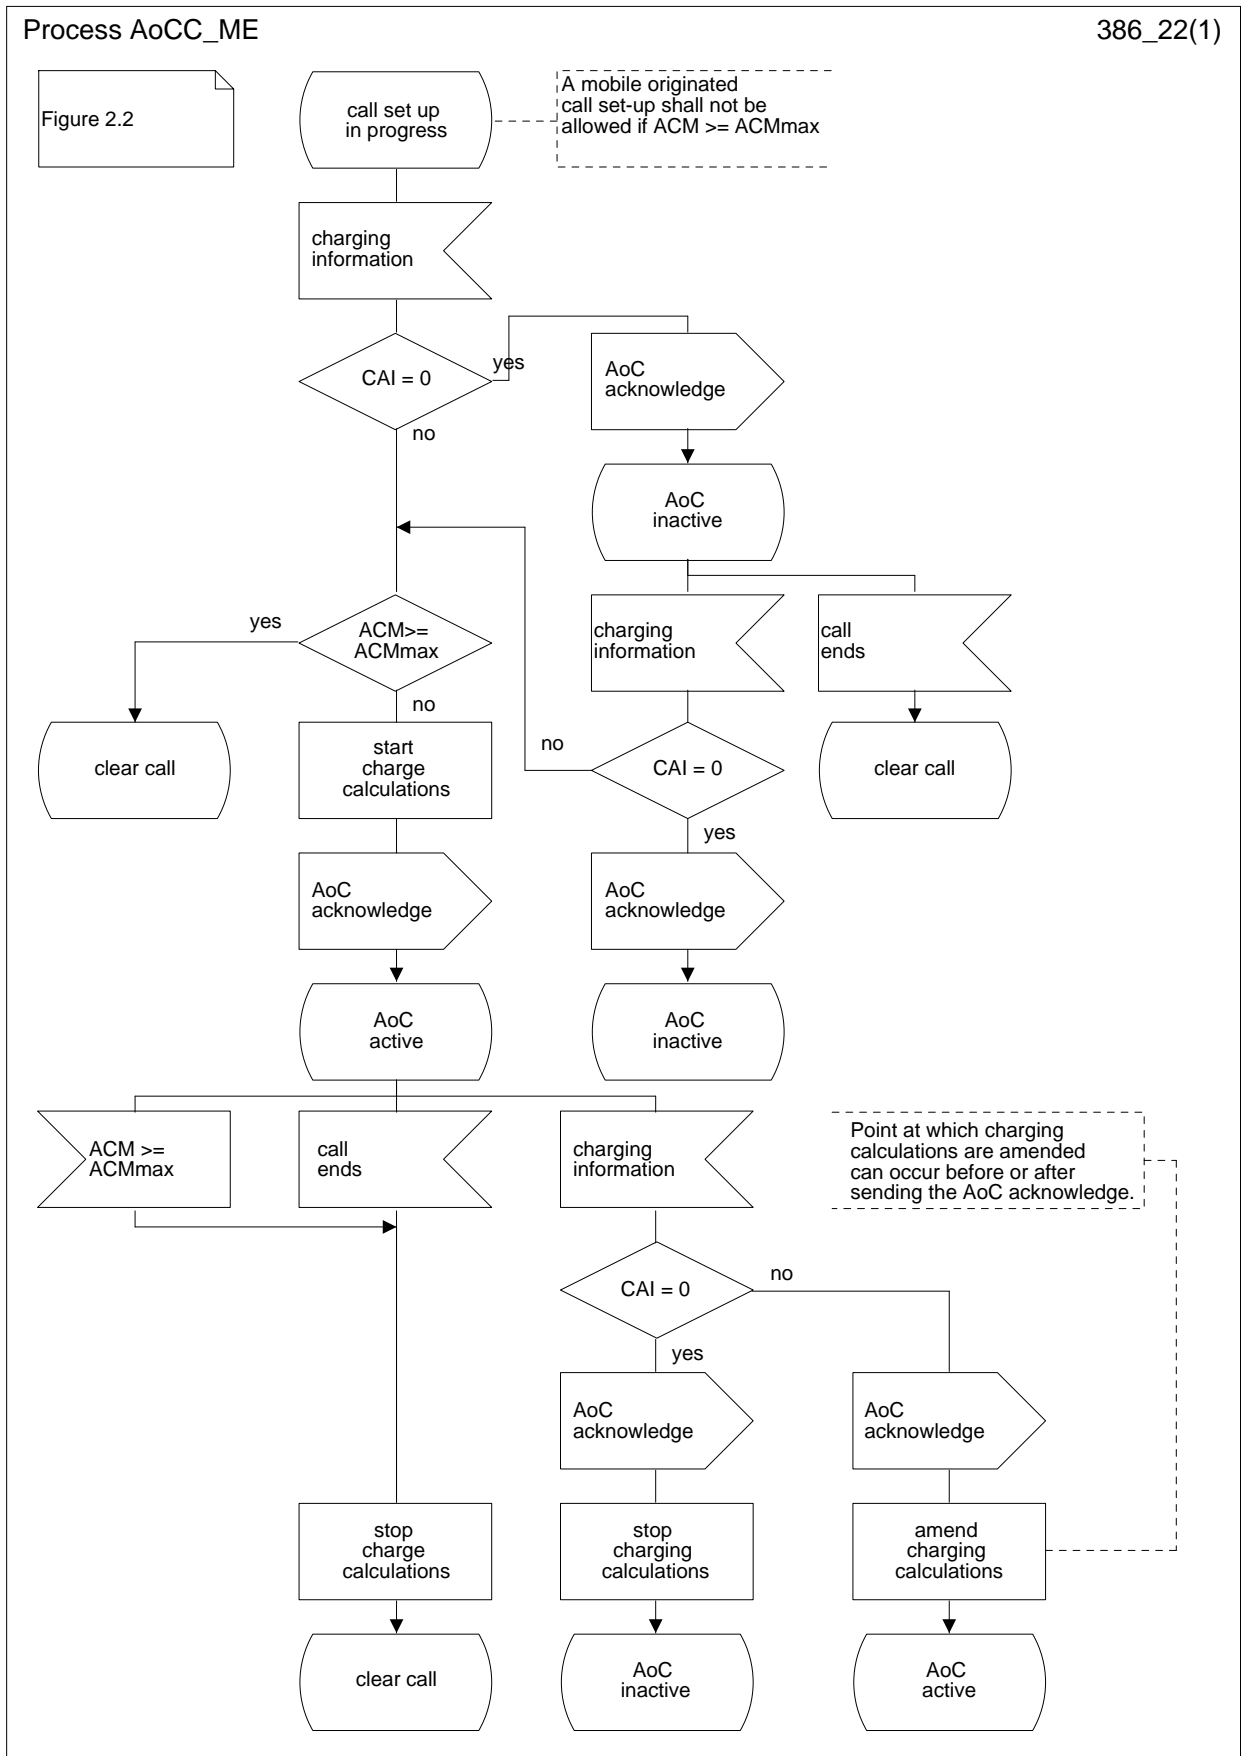 Process AoCC_ME
386_22(1)
Figure 2.2
call set up
in progress
A mobile originated
call set-up shall not be
allowed if ACM >= ACMmax
charging
information
CAI = 0
yes
no
AoC
acknowledge
AoC
inactive
charging
information
call
ends
yes
ACM>=
ACMmax
no
clear call
start
charge
calculations
no
CAI = 0
yes
clear call
AoC
acknowledge
AoC
acknowledge
AoC
active
AoC
inactive
ACM >=
ACMmax
call
ends
charging
information
Point at which charging
calculations are amended
can occur before or after
sending the AoC acknowledge.
CAI = 0
no
yes
AoC
acknowledge
AoC
acknowledge
stop
charge
calculations
stop
charging
calculations
amend
charging
calculations
clear call
AoC
inactive
AoC
active